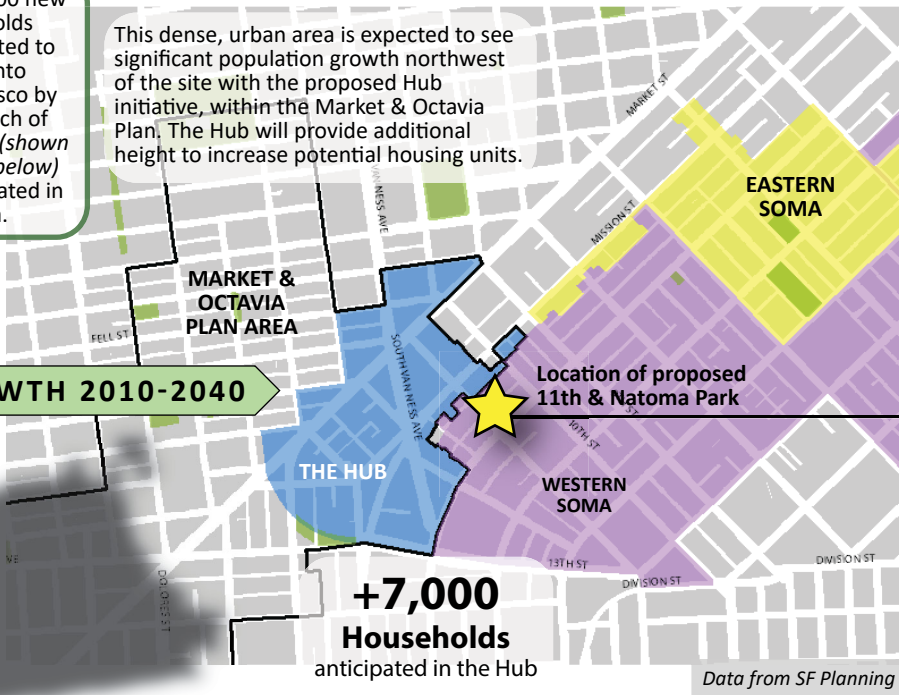 new
olds
ted to
nto
sco by
ch of
(shown
below)
ated in
This dense, urban area is expected to see
significant population growth northwest
of the site with the proposed Hub
initiative, within the Market & Octavia
Plan. The Hub will provide additional
height to increase potential housing units.
MARKET ST
NESS AVE
MISSION ST
EASTERN
SOMA
MARKET &
OCTAVIA
PLAN AREA
FELL ST
SOUTH VAN NESS AVE
WTH 2010-2040
Location of proposed
11th & Natoma Park
10TH ST
THE HUB
WESTERN
SOMA
13TH ST
DIVISION ST
DIVISION ST
DOLORES ST
+7,000
Households
anticipated in the Hub
Data from SF Planning